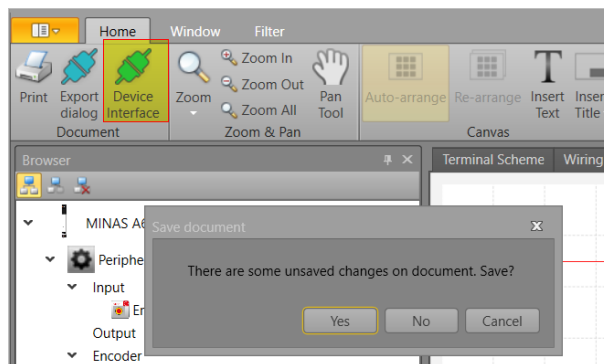 Home Window Filter
Print Export dialog Device Interface Zoom Zoom In Zoom Out Zoom All Pan Tool Auto-arrange Re-arrange Insert Text Title
Document Zoom & Pan Canvas
Browser Terminal Scheme Wiring
MINAS
Save document
There are some unsaved changes on document. Save?
Input
Output
Yes No Cancel
Encoder